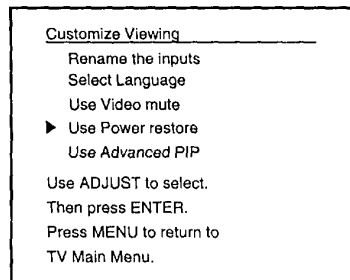 Customize Viewing
Rename the inputs
Select Language
Use Video mute
▶ Use Power restore
Use Advanced PIP
Use ADJUST to select.
Then press ENTER.
Press MENU to return to
TV Main Menu.